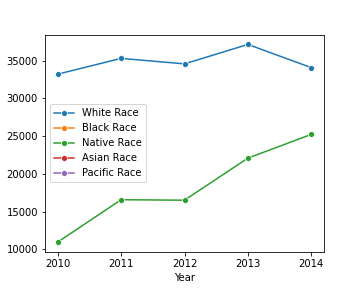 35000
30000
25000
20000
15000
10000
White Race
Black Race
Native Race
Asian Race
Pacific Race
2010 2011 2012 2013 2014
Year